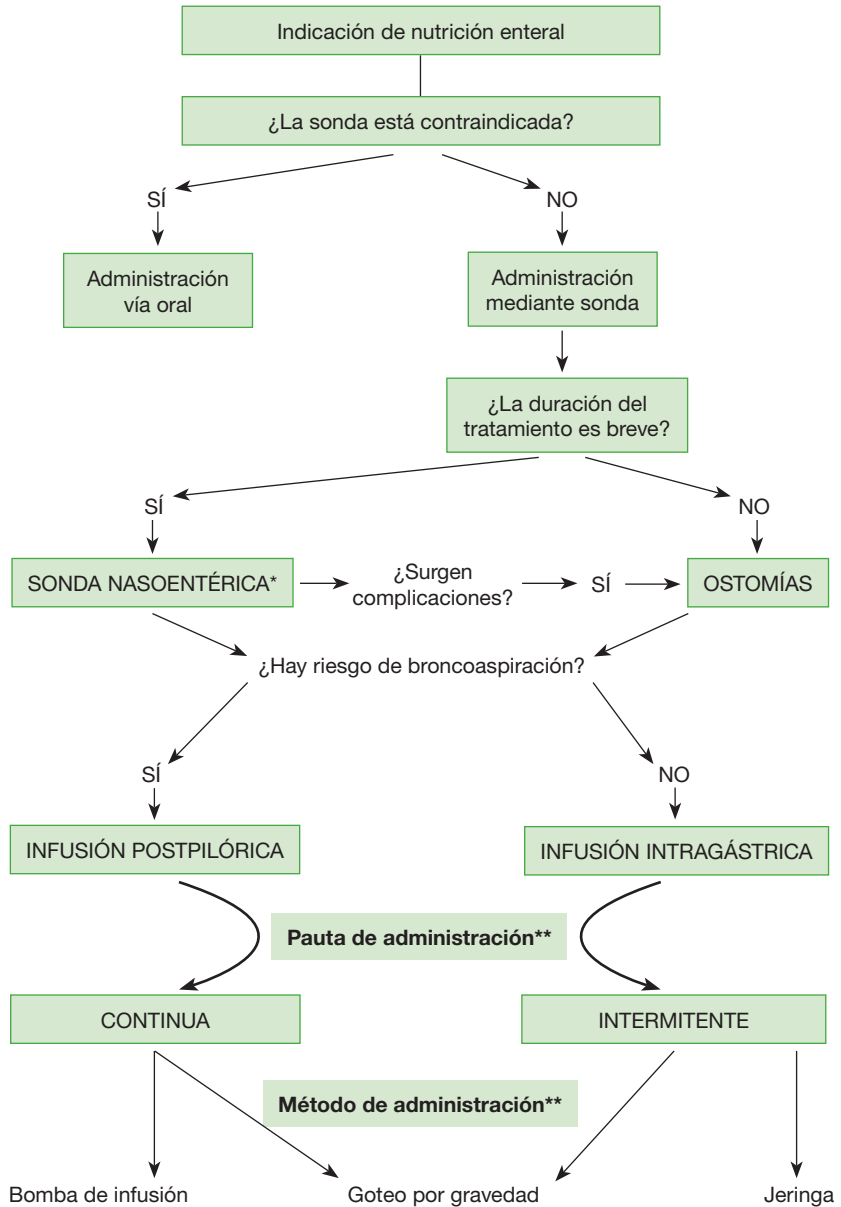 Indicación de nutrición enteral
¿La sonda está contraindicada?
SÍ
NO
Administración
vía oral
Administración
mediante sonda
¿La duración del
tratamiento es breve?
SÍ
NO
SONDA NASOENTÉRICA*
¿Surgen
complicaciones?
SÍ
OSTOMÍAS
¿Hay riesgo de broncoaspiración?
SÍ
NO
INFUSIÓN POSTPILÓRICA
INFUSIÓN INTRAGÁSTRICA
Pauta de administración**
CONTINUA
INTERMITENTE
Método de administración**
Bomba de infusión
Goteo por gravedad
Jeringa